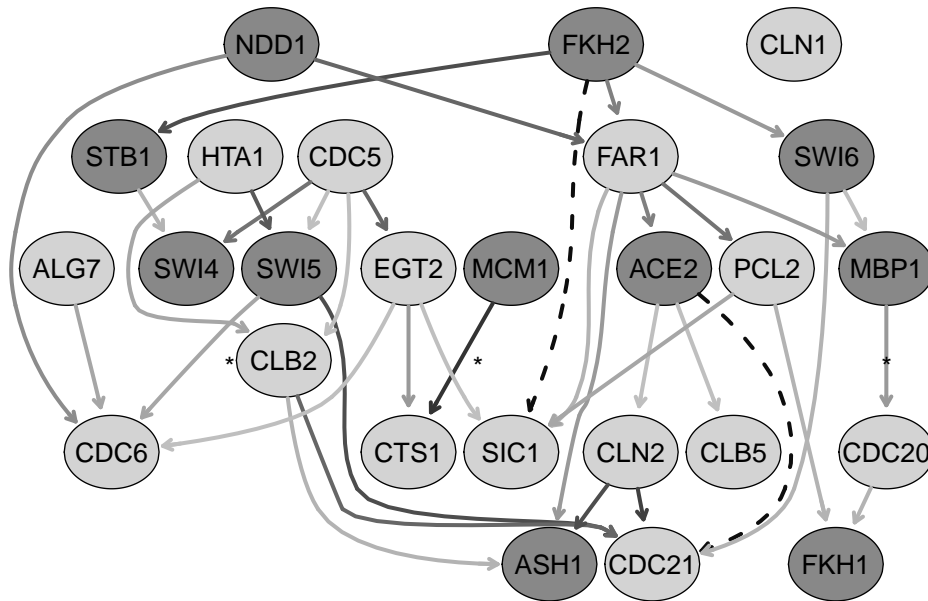 NDD1 FKH2 CLN1
STB1 HTA1 CDC5 FAR1 SWI6
ALG7 SWI4 SWI5 EGT2 MCM1 ACE2 PCL2 MBP1
* CLB2 * *
CDC6 CTS1 SIC1 CLN2 CLB5 CDC20
ASH1 CDC21 FKH1